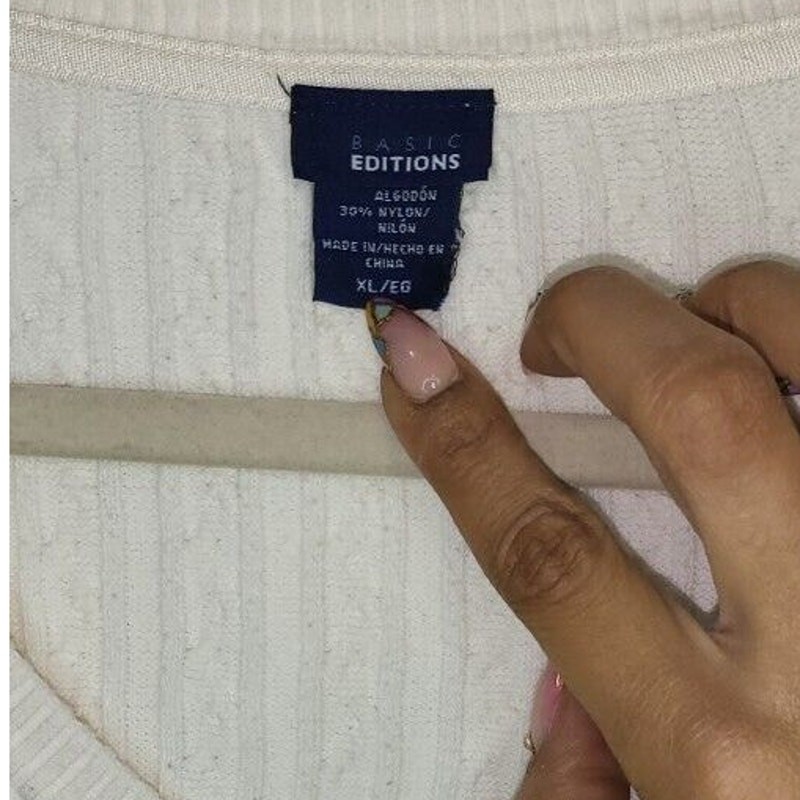 BASIC
EDITIONS
ALGODÓN
30% NYLON/
NILÓN
MADE IN/HECHO EN
CHINA
XL/EG